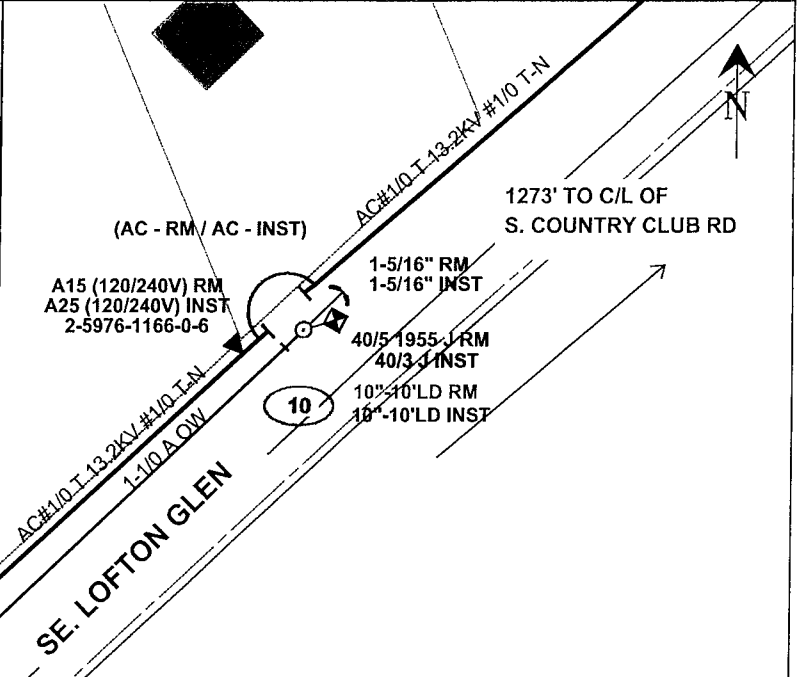 AC#1/0 T 13.2KV #1/0 T-N
N
1273' TO C/L OF
S. COUNTRY CLUB RD
(AC - RM / AC - INST)
1-5/16" RM
1-5/16" INST
A15 (120/240V) RM
A25 (120/240V) INST
2-5976-1166-0-6
40/5 1955 J RM
40/3 J INST
10
10"-10'LD RM
10"-10'LD INST
AC#1/0 T 13.2KV #1/0 T-N
1-1/0 A OW
SE. LOFTON GLEN